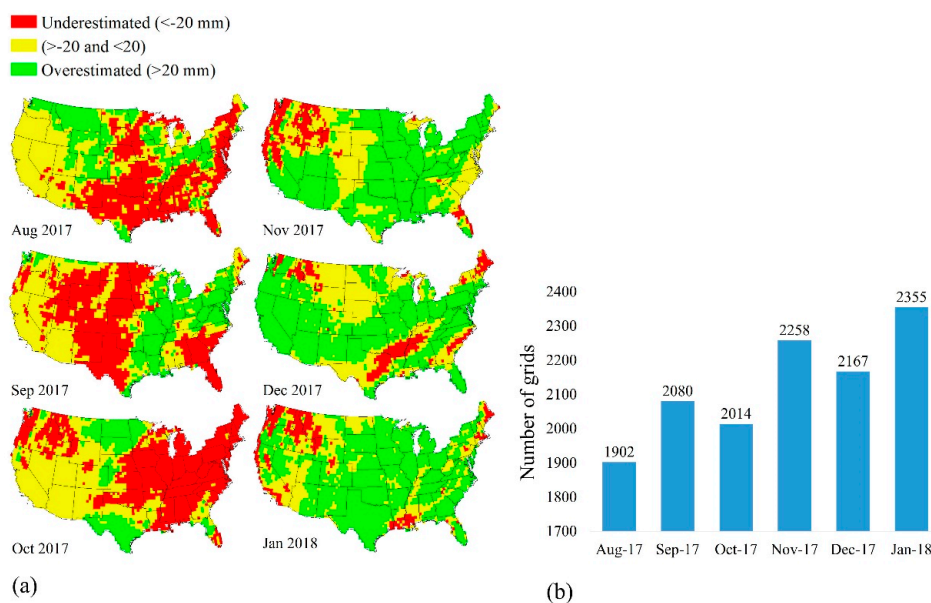 Underestimated (<-20 mm)
(>-20 and <20)
Overestimated (>20 mm)
Aug 2017
Nov 2017
Sep 2017
Dec 2017
Oct 2017
Jan 2018
(a)
Number of grids
2400
2300
2200
2100
2000
1900
1800
1700
1902
2080
2014
2258
2167
2355
Aug-17 Sep-17 Oct-17 Nov-17 Dec-17 Jan-18
(b)